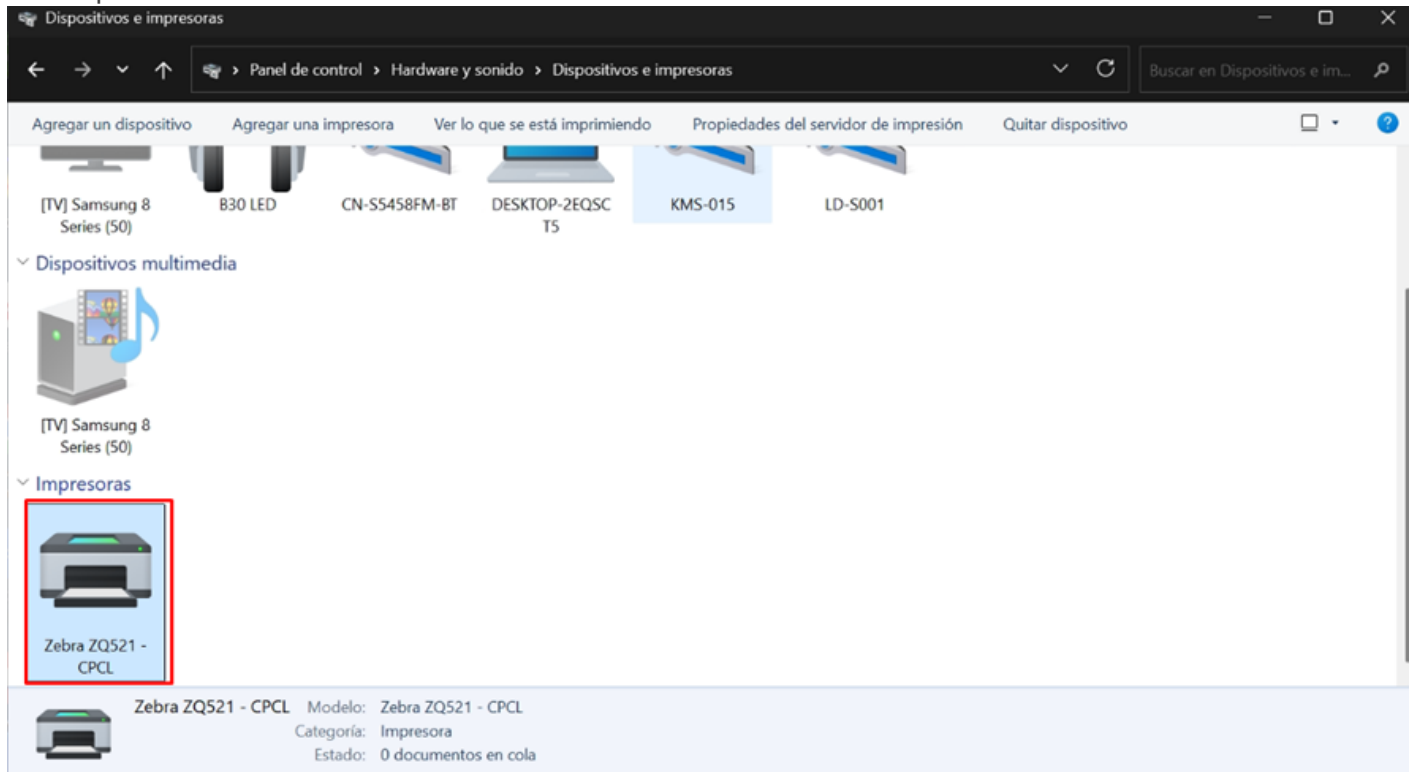 Dispositivos e impresoras
Panel de control > Hardware y sonido > Dispositivos e impresoras
Buscar en Dispositivos e im...
Agregar un dispositivo Agregar una impresora Ver lo que se está imprimiendo Propiedades del servidor de impresión Quitar dispositivo
[TV] Samsung 8 Series (50)
B30 LED
CN-S5458FM-BT
DESKTOP-2EQSC
T5
KMS-015
LD-S001
Dispositivos multimedia
[TV] Samsung 8
Series (50)
Impresoras
Zebra ZQ521 -
CPCL
Zebra ZQ521 - CPCL Modelo: Zebra ZQ521 - CPCL
Categoría: Impresora
Estado: 0 documentos en cola